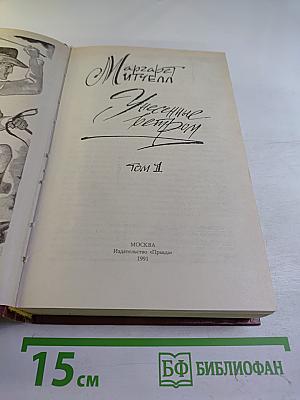 Маргарет
Митчелл
Унесенные
ветром
Том 1
МОСКВА
Издательство «Правда»
1991
15 см
БФ БИБЛИОФАН